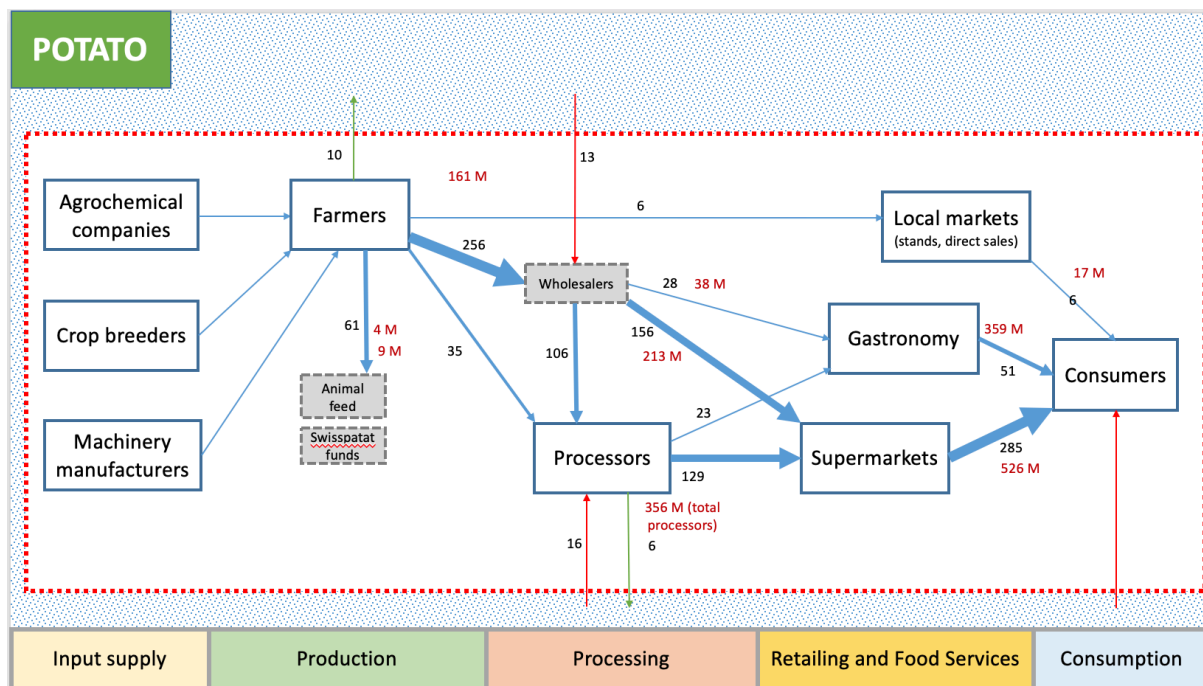 POTATO
10
13
161 M
Agrochemical
companies
Farmers
6
Local markets
(stands, direct sales)
256
Wholesalers
28
38 M
17 M
6
Crop breeders
61
4 M
9 M
35
106
156
213 M
Gastronomy
359 M
51
Consumers
Animal
feed
Swisspatat
funds
23
Machinery
manufacturers
Processors
129
Supermarkets
285
526 M
356 M (total
processors)
16
6
Input supply
Production
Processing
Retailing and Food Services
Consumption